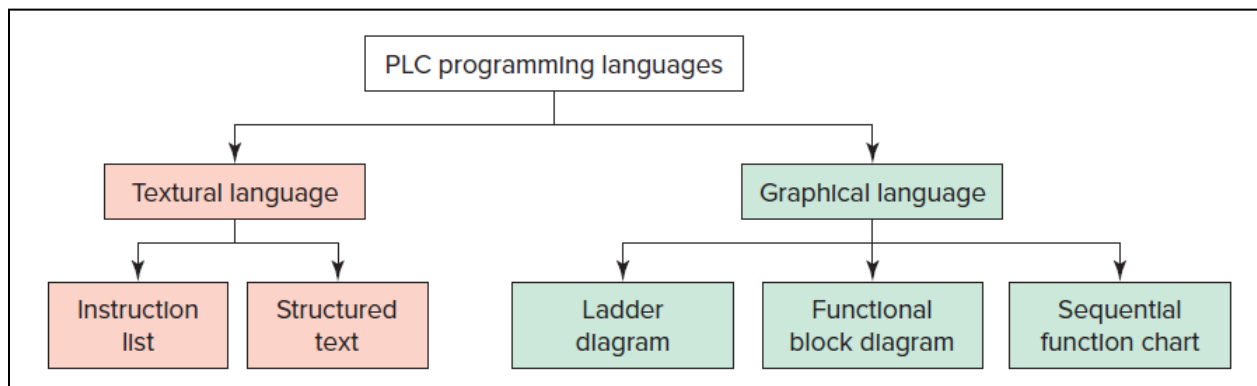 PLC programming languages
Textural language
Graphical language
Instruction
list
Structured
text
Ladder
diagram
Functional
block diagram
Sequential
function chart